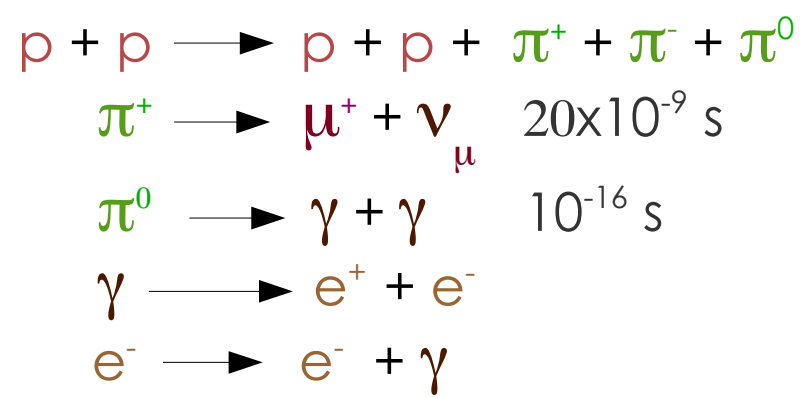 p + p → p + p + π⁺ + π⁻ + π⁰
π⁺ → μ⁺ + ν_μ 20x10⁻⁹ s
π⁰ → γ + γ 10⁻¹⁶ s
γ → e⁺ + e⁻
e⁻ → e⁻ + γ